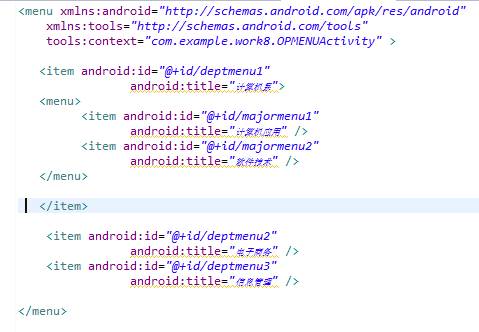 <menu xmlns:android="http://schemas.android.com/apk/res/android"
xmlns:tools="http://schemas.android.com/tools"
tools:context="com.example.work8.OPMENUActivity" >
<item android:id="@+id/deptmenu1"
android:title="计算机系">
<menu>
<item android:id="@+id/majormenu1"
android:title="计算机应用" />
<item android:id="@+id/majormenu2"
android:title="软件技术" />
</menu>
</item>
<item android:id="@+id/deptmenu2"
android:title="电子商务" />
<item android:id="@+id/deptmenu3"
android:title="信息管理" />
</menu>